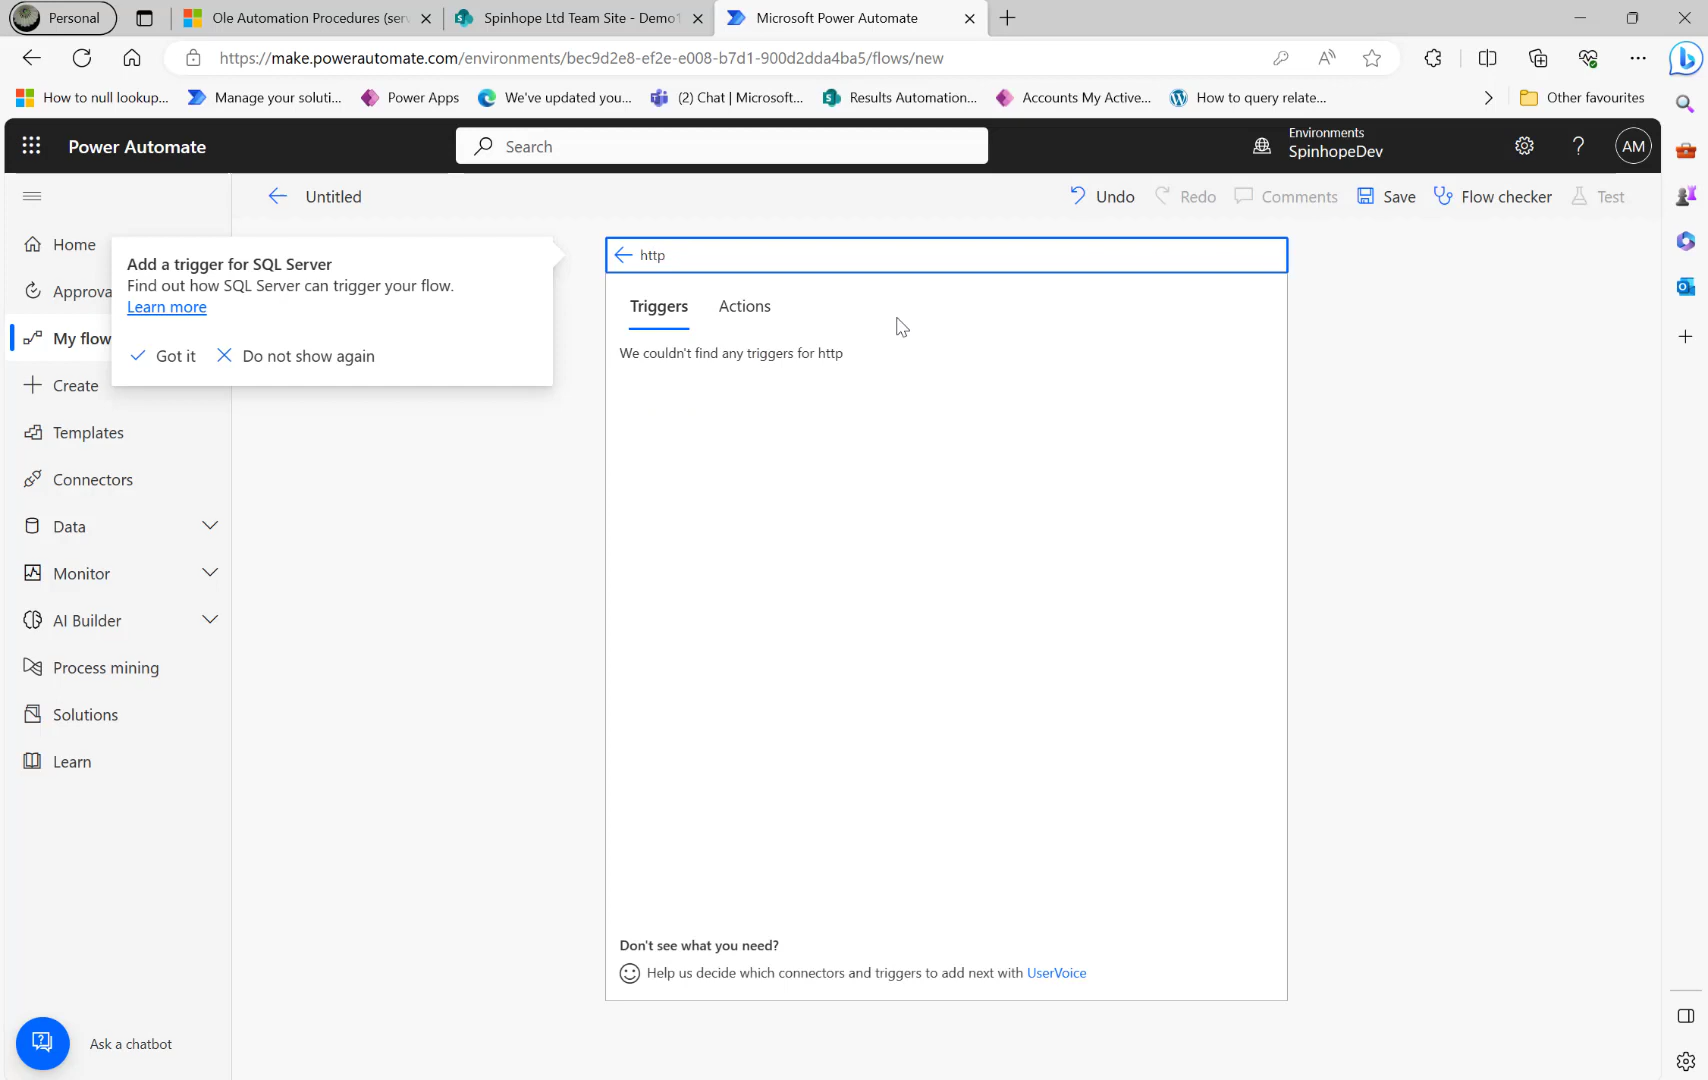 Personal
Ole Automation Procedures (serv
Spinhope Ltd Team Site - Demo1
Microsoft Power Automate
https://make.powerautomate.com/environments/bec9d2e8-ef2e-e008-b7d1-900d2dda4ba5/flows/new
How to null lookup...
Manage your soluti...
Power Apps
We've updated you...
(2) Chat | Microsoft...
Results Automation...
Accounts My Active...
How to query relate...
Other favourites
Power Automate
Search
Environments
SpinhopeDev
AM
Untitled
Undo
Redo
Comments
Save
Flow checker
Test
Home
Approva
My flow
Create
Templates
Connectors
Data
Monitor
AI Builder
Process mining
Solutions
Learn
Add a trigger for SQL Server
Find out how SQL Server can trigger your flow.
Learn more
Got it
Do not show again
http
Triggers
Actions
We couldn't find any triggers for http
Don't see what you need?
Help us decide which connectors and triggers to add next with UserVoice
Ask a chatbot